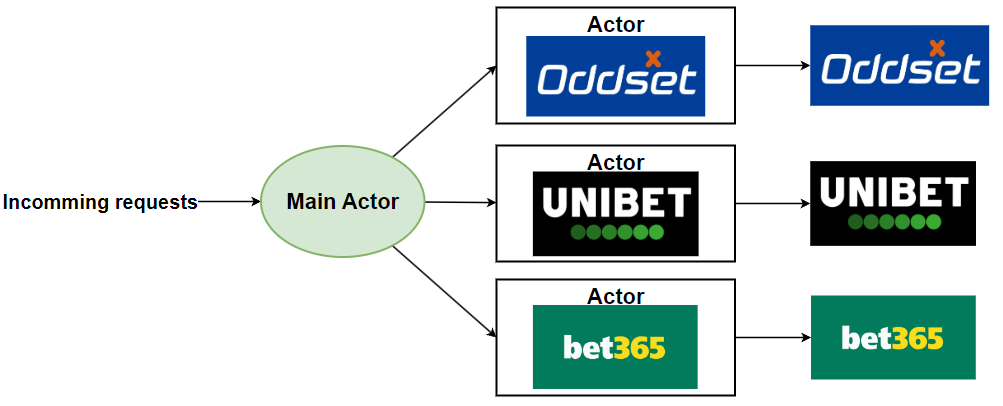 Incomming requests
Main Actor
Actor
Oddset
Oddset
Actor
UNIBET
UNIBET
Actor
bet365
bet365